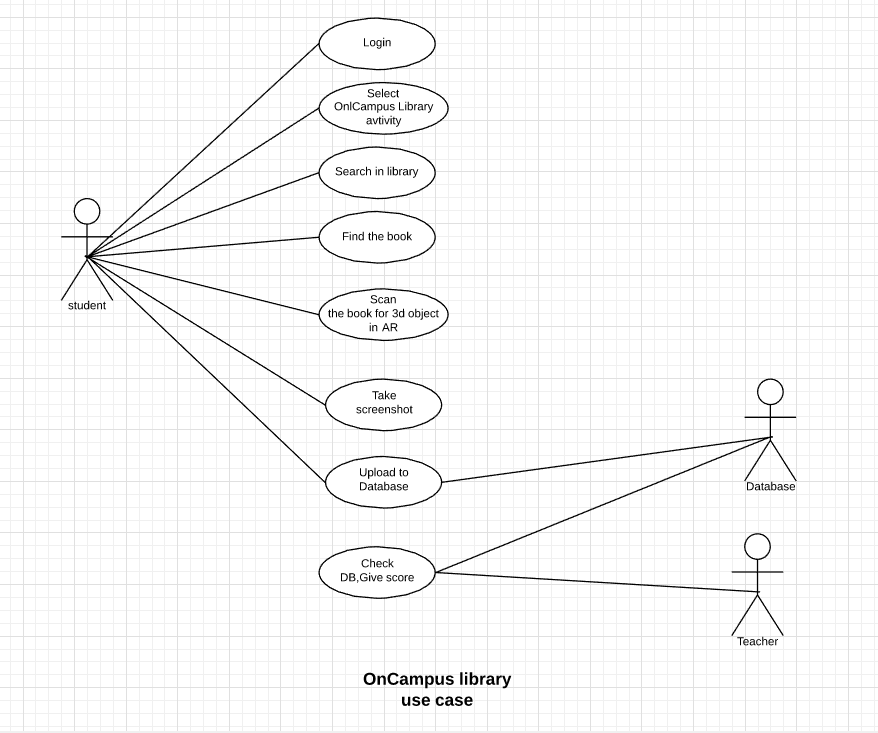 Login
Select
OnlCampus Library
avtivity
Search in library
Find the book
student
Scan
the book for 3d object
in AR
Take
screenshot
Upload to
Database
Database
Check
DB,Give score
Teacher
OnCampus library
use case